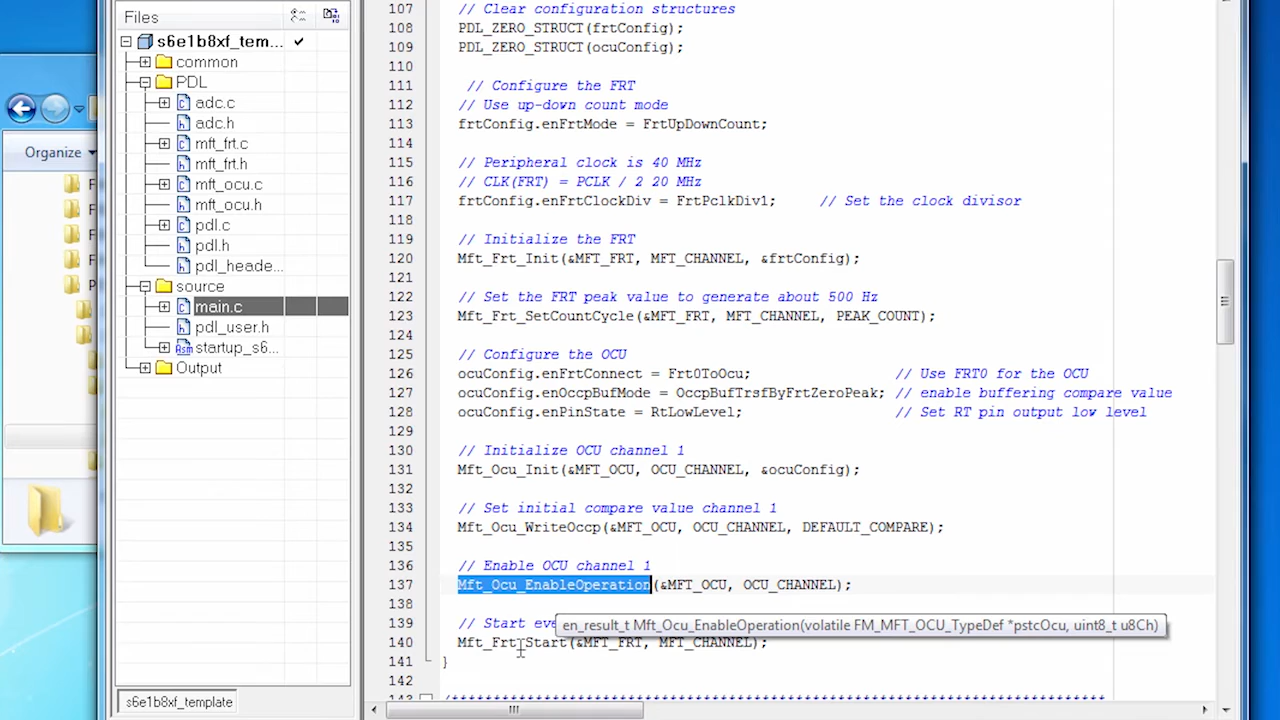 Files
s6e1b8xf_tem...
common
PDL
adc.c
adc.h
mft_frt.c
mft_frt.h
mft_ocu.c
mft_ocu.h
pdl.c
pdl.h
pdl_heade...
source
main.c
pdl_user.h
startup_s6...
Output
s6e1b8xf_template
Organize
F
F
F
F
P
107 // Clear configuration structures
108 PDL_ZERO_STRUCT(frtConfig);
109 PDL_ZERO_STRUCT(ocuConfig);
110
111 // Configure the FRT
112 // Use up-down count mode
113 frtConfig.enFrtMode = FrtUpDownCount;
114
115 // Peripheral clock is 40 MHz
116 // CLK(FRT) = PCLK / 2 20 MHz
117 frtConfig.enFrtClockDiv = FrtPclkDiv1; // Set the clock divisor
118
119 // Initialize the FRT
120 Mft_Frt_Init(&MFT_FRT, MFT_CHANNEL, &frtConfig);
121
122 // Set the FRT peak value to generate about 500 Hz
123 Mft_Frt_SetCountCycle(&MFT_FRT, MFT_CHANNEL, PEAK_COUNT);
124
125 // Configure the OCU
126 ocuConfig.enFrtConnect = Frt0ToOcu; // Use FRT0 for the OCU
127 ocuConfig.enOccpBufMode = OccpBufTrsfByFrtZeroPeak; // enable buffering compare value
128 ocuConfig.enPinState = RtLowLevel; // Set RT pin output low level
129
130 // Initialize OCU channel 1
131 Mft_Ocu_Init(&MFT_OCU, OCU_CHANNEL, &ocuConfig);
132
133 // Set initial compare value channel 1
134 Mft_Ocu_WriteOccp(&MFT_OCU, OCU_CHANNEL, DEFAULT_COMPARE);
135
136 // Enable OCU channel 1
137 Mft_Ocu_EnableOperation(&MFT_OCU, OCU_CHANNEL);
138
139 // Start eve
en_result_t Mft_Ocu_EnableOperation(volatile FM_MFT_OCU_TypeDef *pstcOcu, uint8_t u8Ch)
140 Mft_Frt_Start(&MFT_FRT, MFT_CHANNEL);
141 }
142